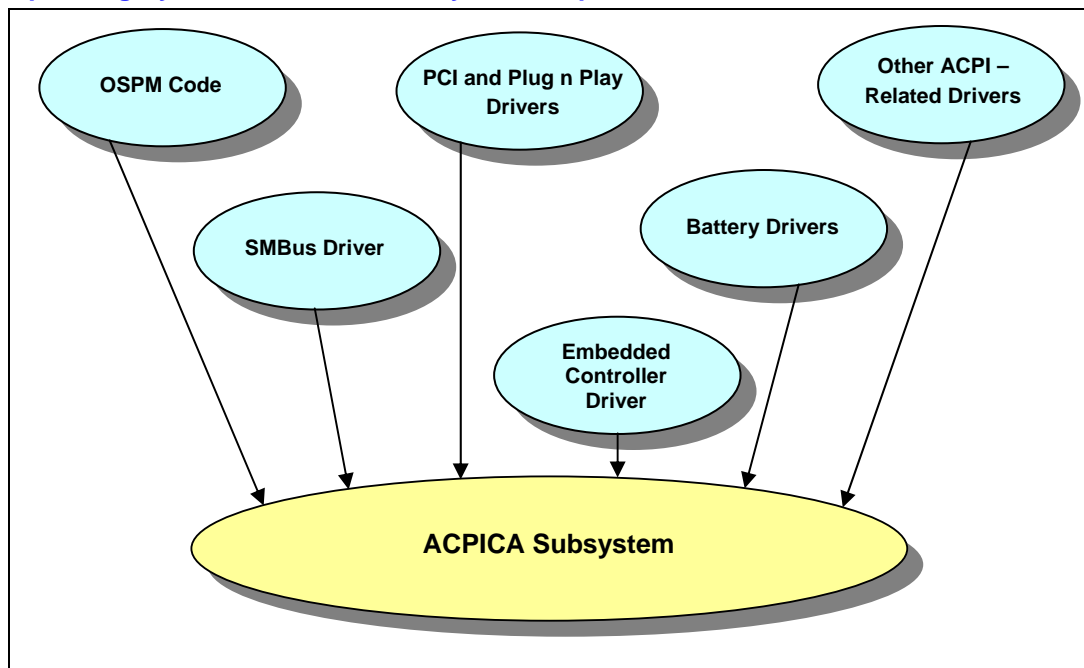 OSPM Code
PCI and Plug n Play
Drivers
Other ACPI –
Related Drivers
SMBus Driver
Battery Drivers
Embedded
Controller
Driver
ACPICA Subsystem